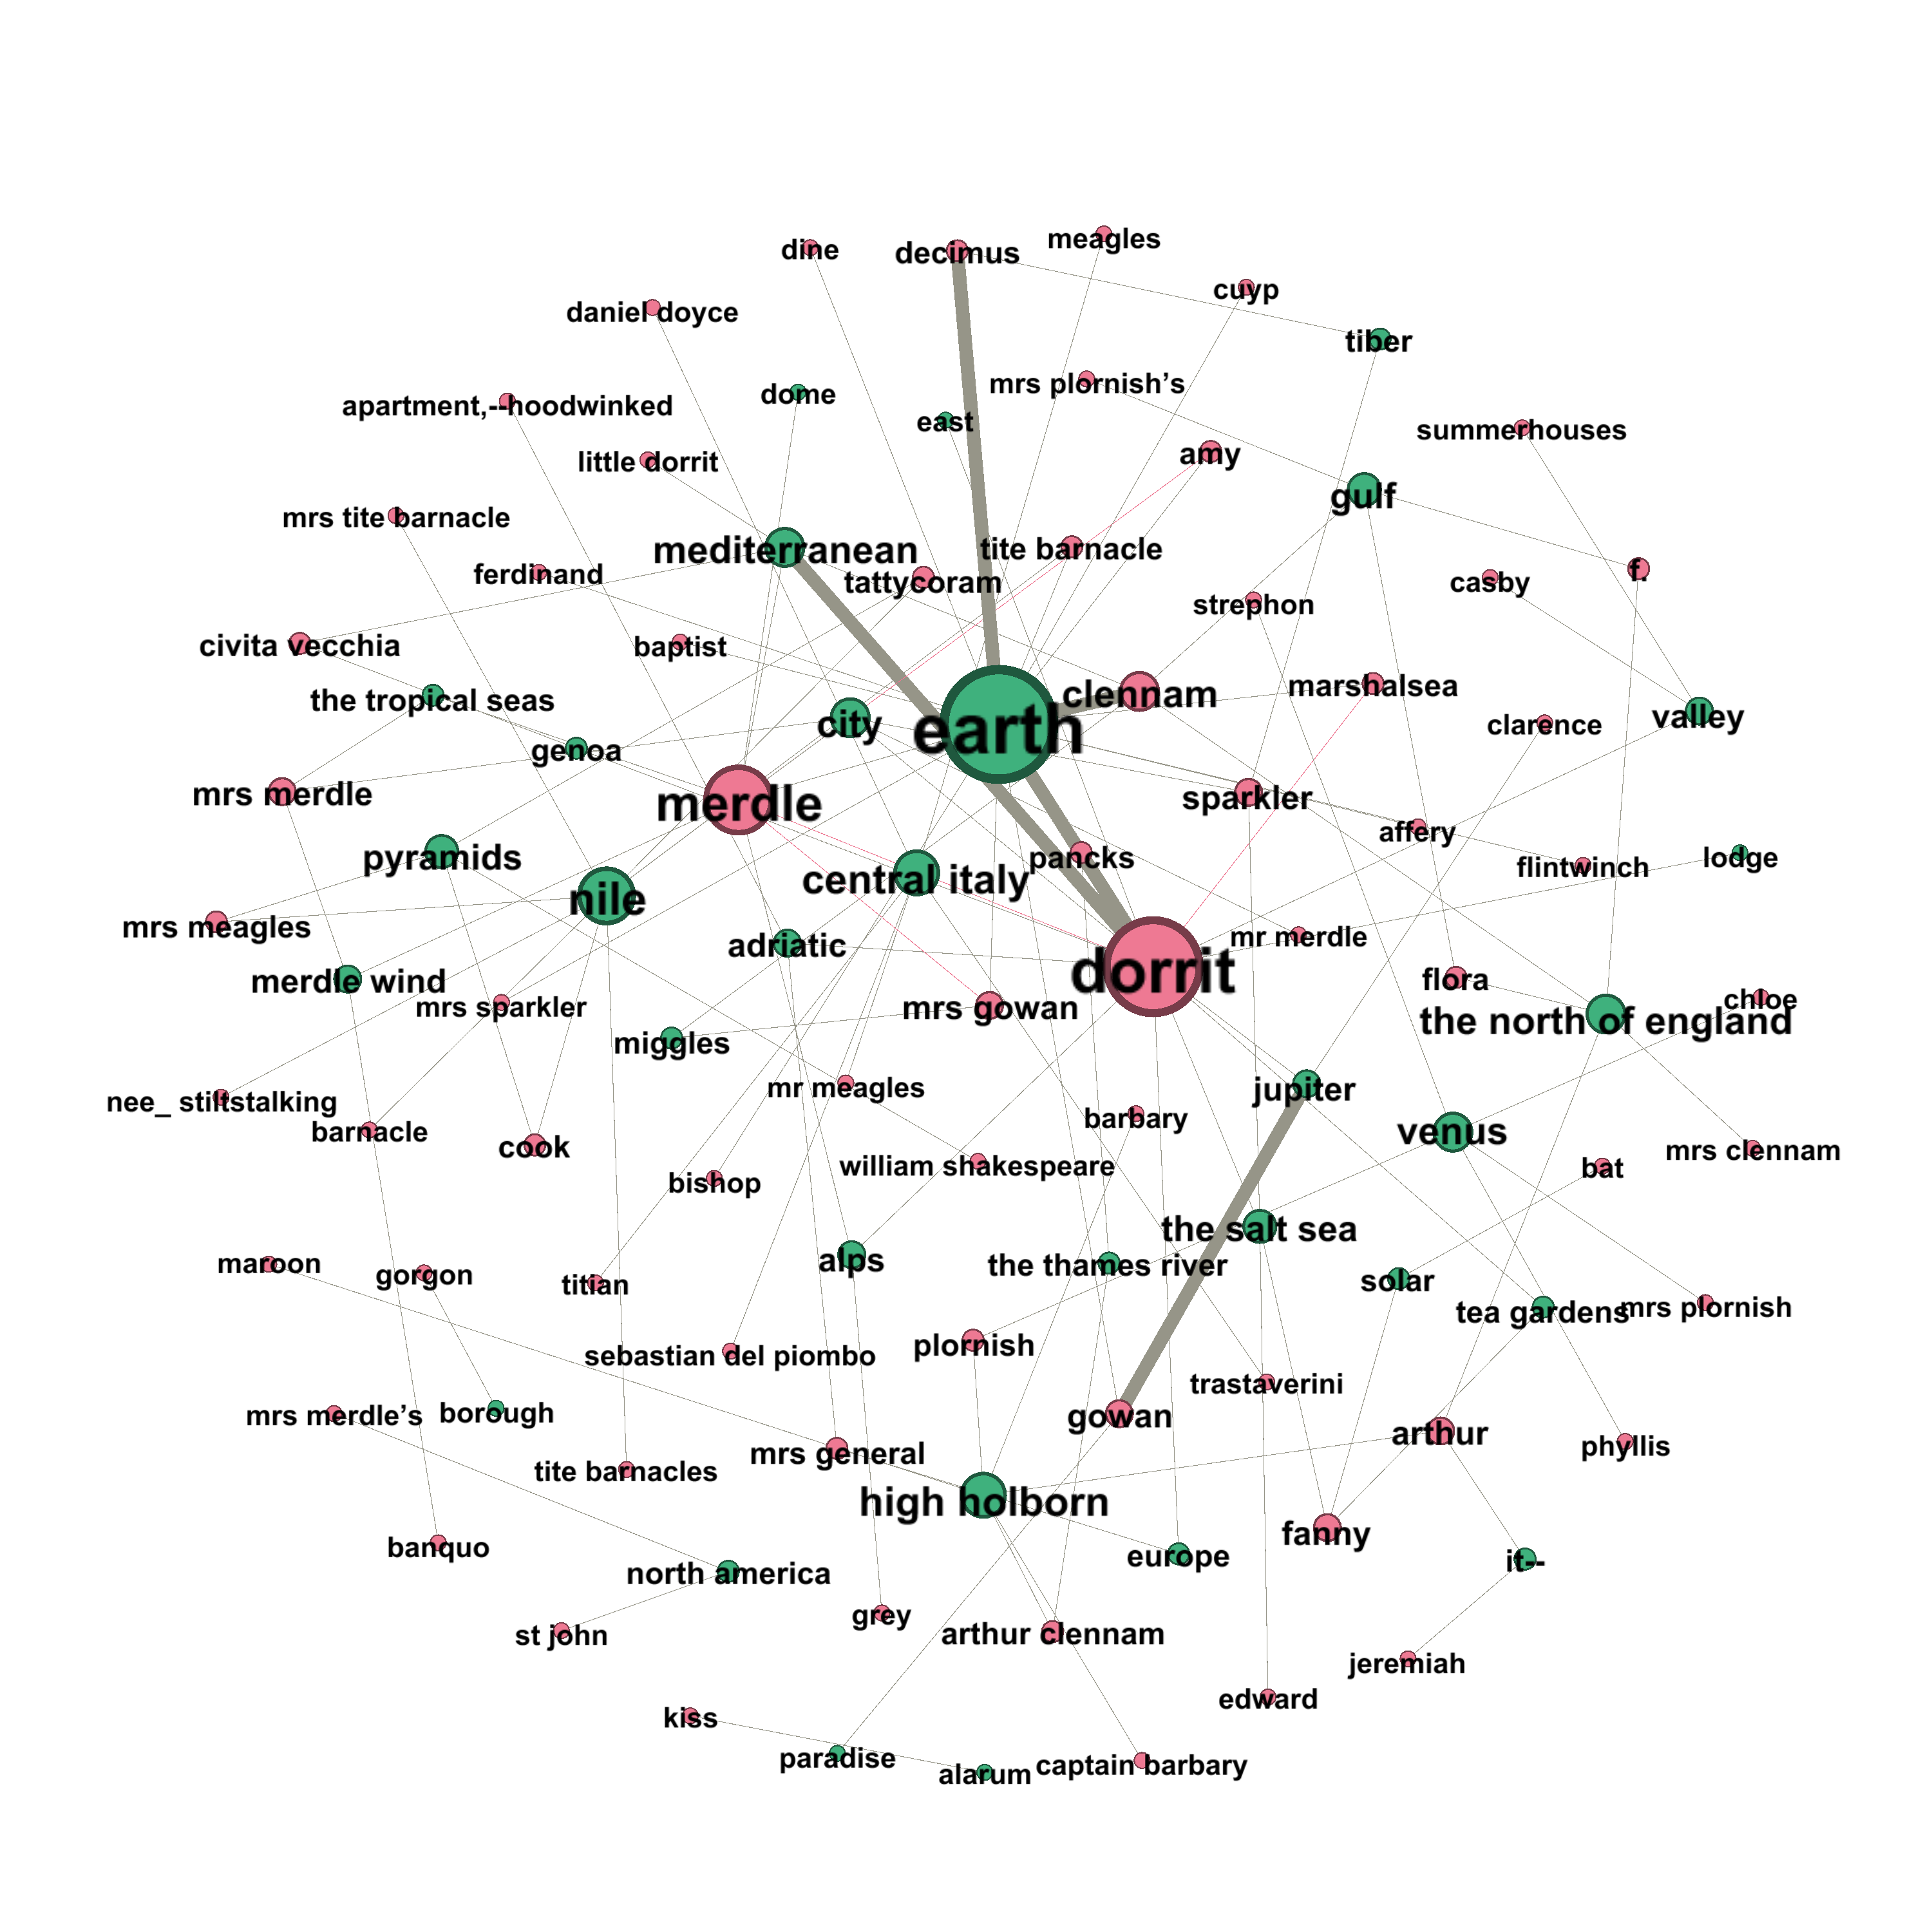 meagles
dine
decimus
cuyp
daniel doyce
tiber
mrs plornish’s
dome
apartment,--hoodwinked
east
summerhouses
amy
little dorrit
gulf
mrs tite barnacle
mediterranean
tite barnacle
ferdinand
tattycoram
f.
casby
strephon
civita vecchia
baptist
marshalsea
clennam
the tropical seas
valley
city
earth
clarence
genoa
mrs merdle
merdle
sparkler
affery
pyramids
pancks
lodge
flintwinch
central italy
nile
mrs meagles
mr merdle
adriatic
dorrit
merdle wind
flora
chloe
mrs sparkler
mrs gowan
the north of england
miggles
mr meagles
jupiter
nee_ stiltstalking
barbary
barnacle
venus
cook
mrs clennam
william shakespeare
bat
bishop
the salt sea
maroon
alps
the thames river
gorgon
solar
titian
mrs plornish
tea gardens
plornish
sebastian del piombo
trastaverini
mrs merdle’s
borough
gowan
arthur
phyllis
mrs general
tite barnacles
high holborn
fanny
banquo
europe
it--
north america
grey
st john
arthur clennam
jeremiah
edward
kiss
paradise
captain barbary
alarum